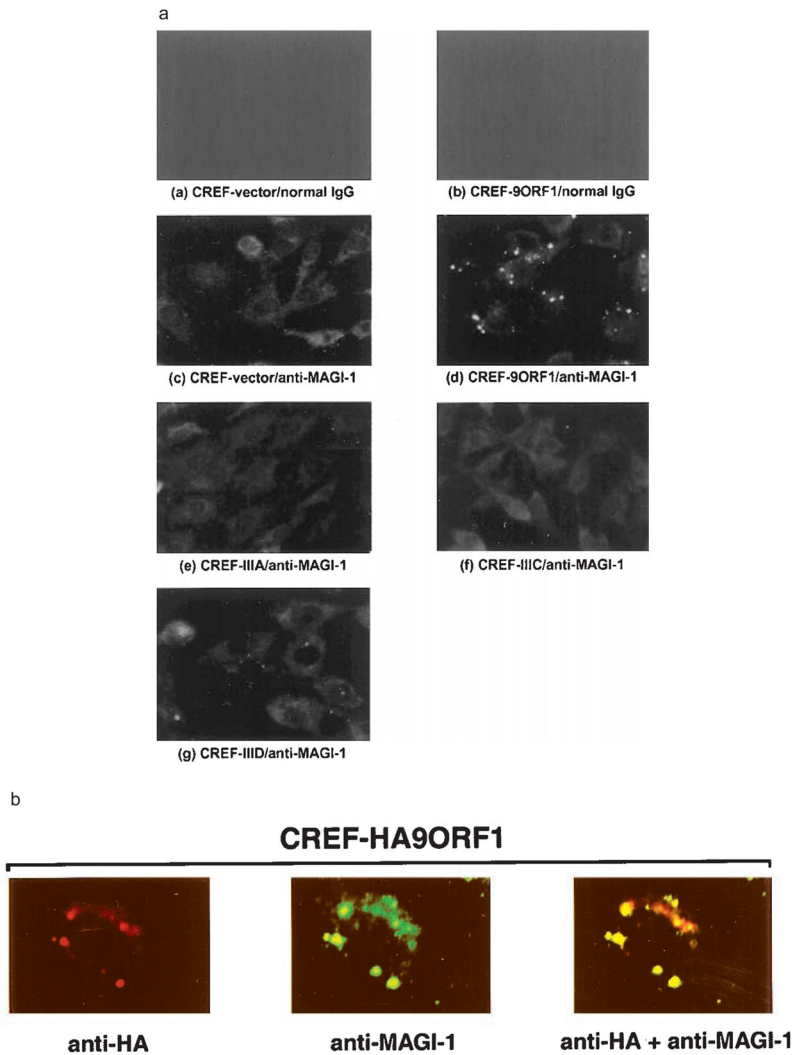 a
(a) CREF-vector/normal IgG
(b) CREF-9ORF1/normal IgG
(c) CREF-vector/anti-MAGI-1
(d) CREF-9ORF1/anti-MAGI-1
(e) CREF-IIIA/anti-MAGI-1
(f) CREF-IIIC/anti-MAGI-1
(g) CREF-IIID/anti-MAGI-1
b
CREF-HA9ORF1
anti-HA
anti-MAGI-1
anti-HA + anti-MAGI-1